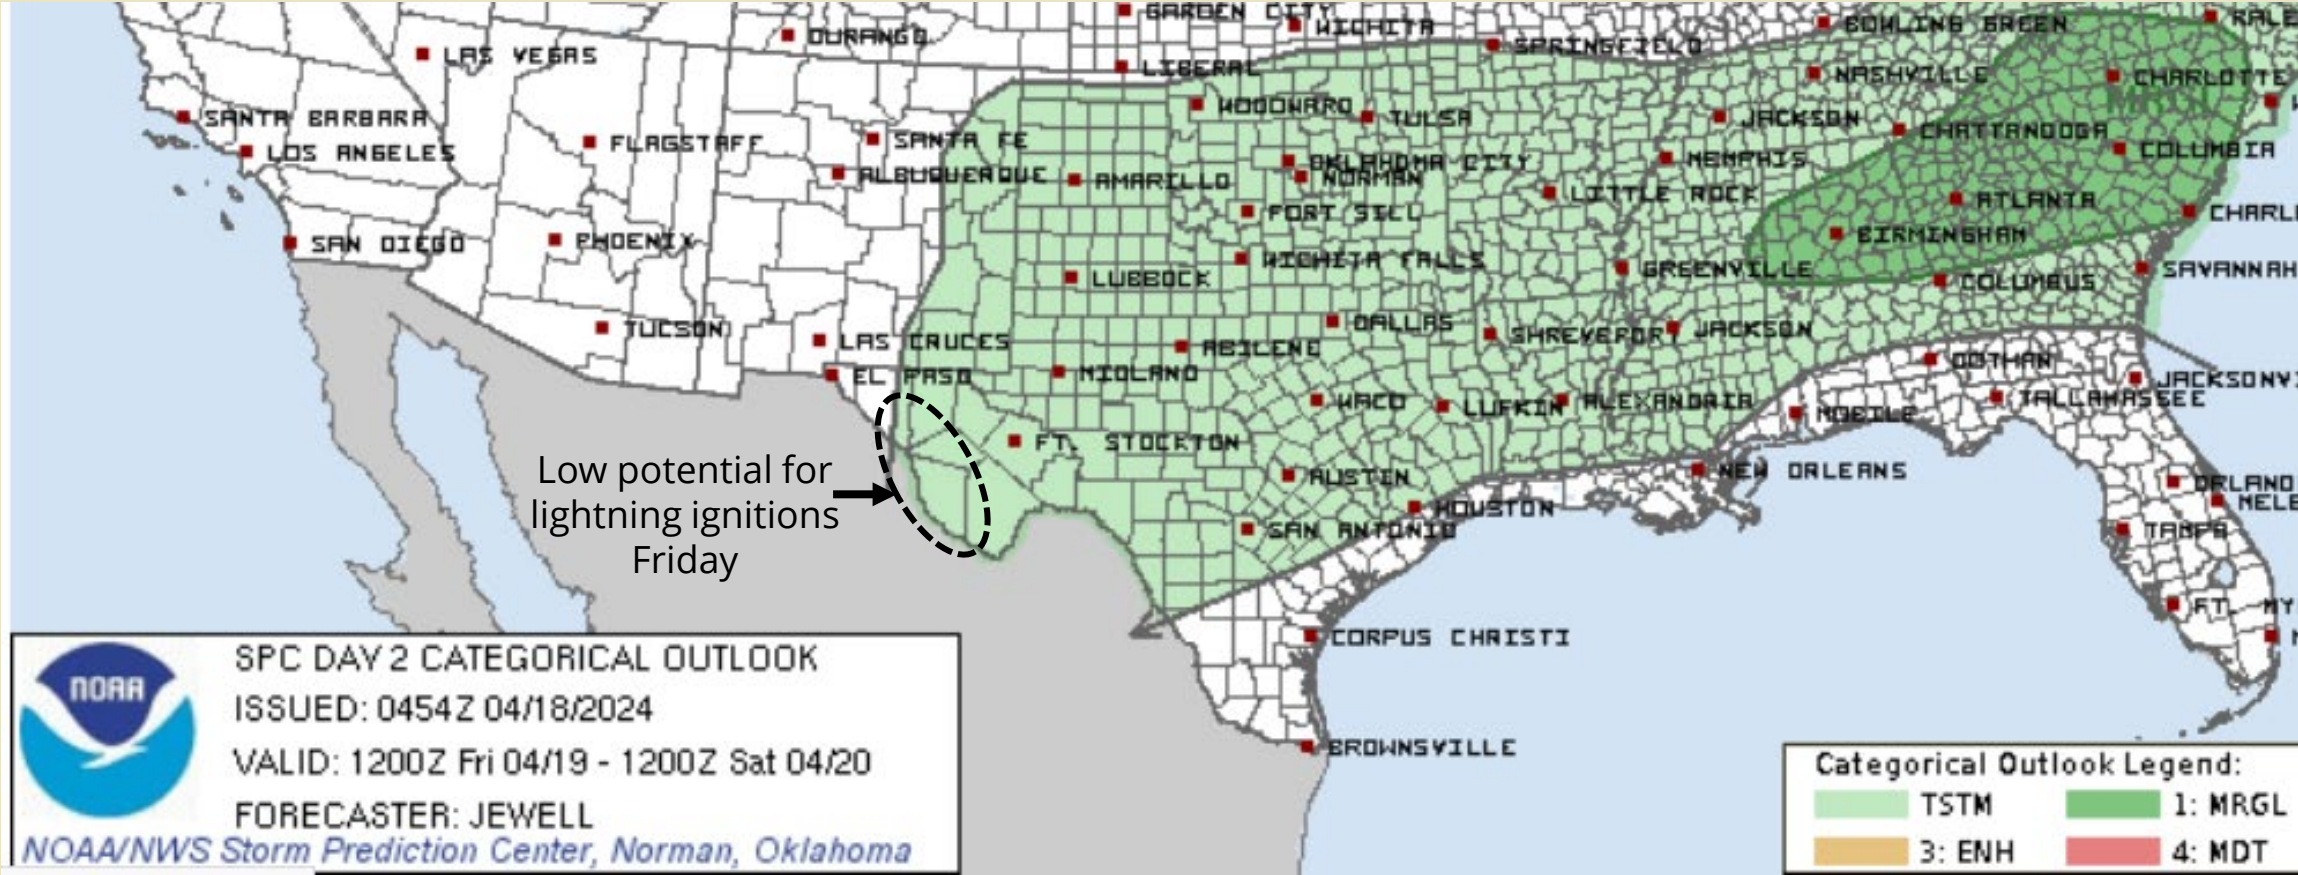 GARDEN CITY
WICHITA
BOWLING GREEN
DURANGO
LAS VEGAS
SPRINGFIELD
LIBERAL
NASHVILLE
CHARLOTTE
WOODWARD
TULSA
SANTA BARBARA
JACKSON
CHATTANOOGA
FLAGSTAFF
SANTA FE
LOS ANGELES
OKLAHOMA CITY
MEMPHIS
COLUMBIA
ALBUQUERQUE
AMARILLO
NORMAN
LITTLE ROCK
ATLANTA
FORT SILL
SAN DIEGO
PHOENIX
BIRMINGHAM
WICHITA FALLS
GREENVILLE
SAVANNAH
LUBBOCK
COLUMBUS
TUCSON
LAS CRUCES
ABILENE
DALLAS
SHREVEPORT
JACKSON
DOTHAN
EL PASO
MIDLAND
JACKSONVI
WACO
LUFKIN
ALEXANDRIA
MOBILE
TALLAHASSEE
FT. STOCKTON
AUSTIN
NEW ORLEANS
ORLANDO
MELB
HOUSTON
SAN ANTONIO
TAMPA
FT. MY
CORPUS CHRISTI
BROWNSVILLE
Low potential for
lightning ignitions
Friday
NOAA
SPC DAY 2 CATEGORICAL OUTLOOK
ISSUED: 0454Z 04/18/2024
VALID: 1200Z Fri 04/19 - 1200Z Sat 04/20
FORECASTER: JEWELL
NOAA/NWS Storm Prediction Center, Norman, Oklahoma
Categorical Outlook Legend:
TSTM 1: MRGL
3: ENH 4: MDT